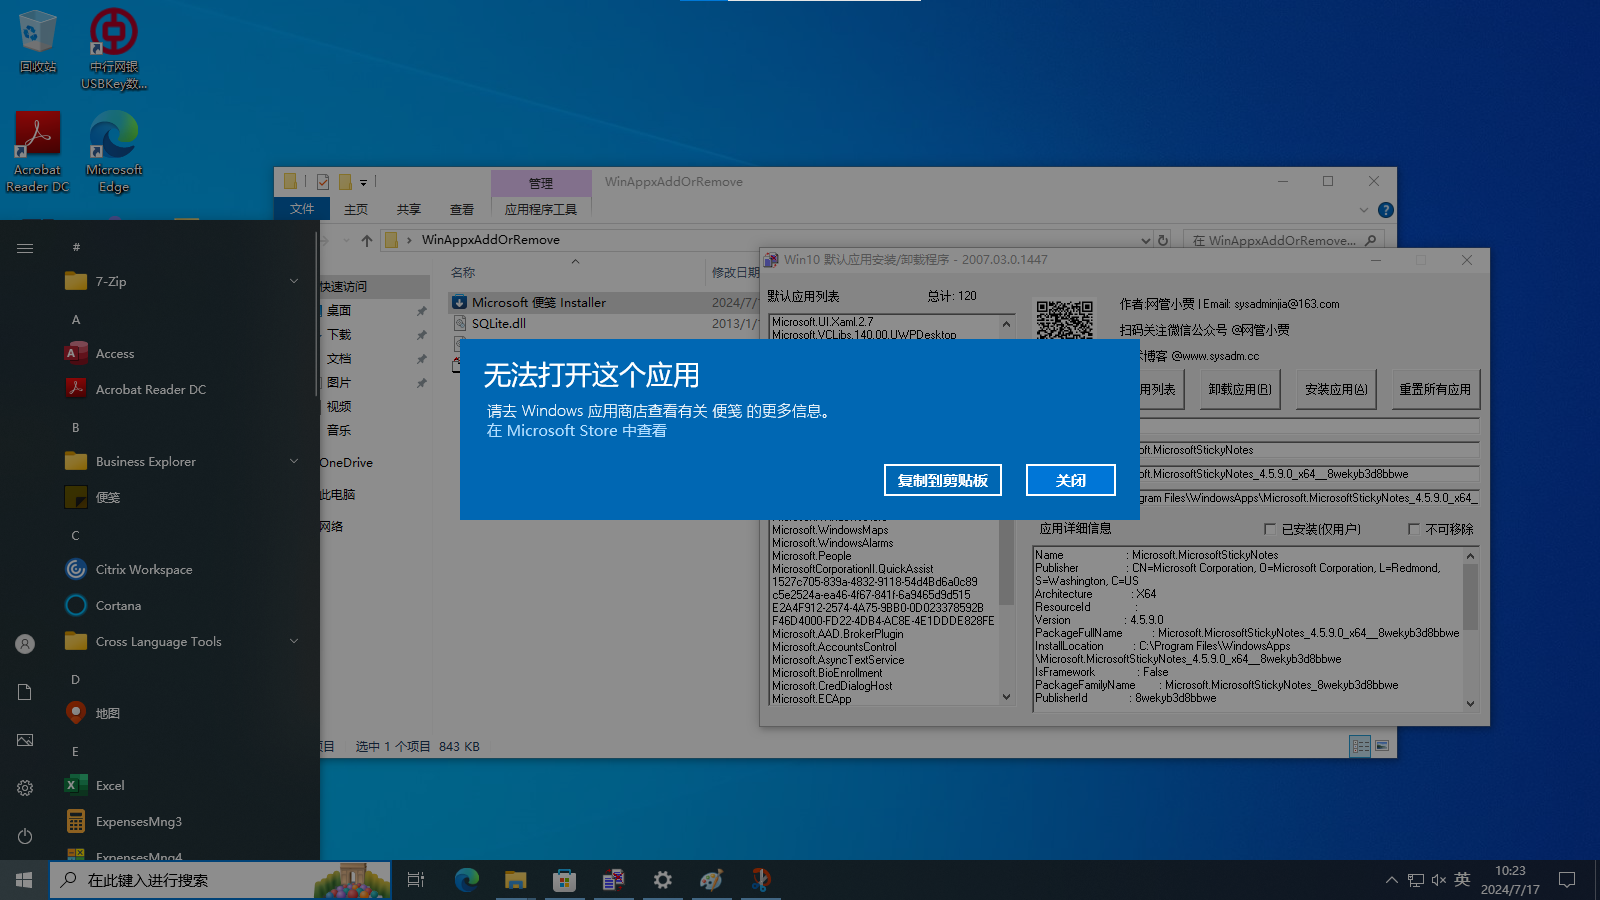 回收站
中行网银
USBKey数...
Acrobat
Reader DC
Microsoft
Edge
管理
WinAppxAddOrRemove
文件
主页
共享
查看
应用程序工具
WinAppxAddOrRemove
在 WinAppxAddOrRemove...
快速访问
桌面
下载
文档
图片
视频
音乐
OneDrive
此电脑
网络
名称
修改日期
Microsoft 便笺 Installer
2024/7/
SQLite.dll
2013/1/
选中 1 个项目
843 KB
Win10 默认应用安装/卸载程序 - 2007.03.0.1447
默认应用列表
总计: 120
Microsoft.UI.Xaml.2.7
Microsoft.VCLibs.140.00.UWPDesktop
作者:网管小贾 | Email: sysadminjia@163.com
扫码关注微信公众号 @网管小贾
术博客 @www.sysadm.cc
用列表
卸载应用(R)
安装应用(A)
重置所有应用
oft.MicrosoftStickyNotes
oft.MicrosoftStickyNotes_4.5.9.0_x64__8wekyb3d8bbwe
gram Files\WindowsApps\Microsoft.MicrosoftStickyNotes_4.5.9.0_x64_
应用详细信息
已安装(仅用户)
不可移除
Microsoft.WindowsMaps
Microsoft.WindowsAlarms
Microsoft.People
MicrosoftCorporationII.QuickAssist
1527c705-839a-4832-9118-54d4Bd6a0c89
c5e2524a-ea46-4f67-841f-6a9465d9d515
E2A4F912-2574-4A75-9BB0-0D023378592B
F46D4000-FD22-4DB4-AC8E-4E1DDDE828FE
Microsoft.AAD.BrokerPlugin
Microsoft.AccountsControl
Microsoft.AsyncTextService
Microsoft.BioEnrollment
Microsoft.CredDialogHost
Microsoft.ECApp
Name : Microsoft.MicrosoftStickyNotes
Publisher : CN=Microsoft Corporation, O=Microsoft Corporation, L=Redmond,
S=Washington, C=US
Architecture : X64
ResourceId :
Version : 4.5.9.0
PackageFullName : Microsoft.MicrosoftStickyNotes_4.5.9.0_x64__8wekyb3d8bbwe
InstallLocation : C:\Program Files\WindowsApps
\Microsoft.MicrosoftStickyNotes_4.5.9.0_x64__8wekyb3d8bbwe
IsFramework : False
PackageFamilyName : Microsoft.MicrosoftStickyNotes_8wekyb3d8bbwe
PublisherId : 8wekyb3d8bbwe
无法打开这个应用
请去 Windows 应用商店查看有关 便笺 的更多信息。
在 Microsoft Store 中查看
复制到剪贴板
关闭
#
7-Zip
A
Access
Acrobat Reader DC
B
Business Explorer
便笺
C
Citrix Workspace
Cortana
Cross Language Tools
D
地图
E
Excel
ExpensesMng3
ExpensesMng4
在此键入进行搜索
英
10:23
2024/7/17